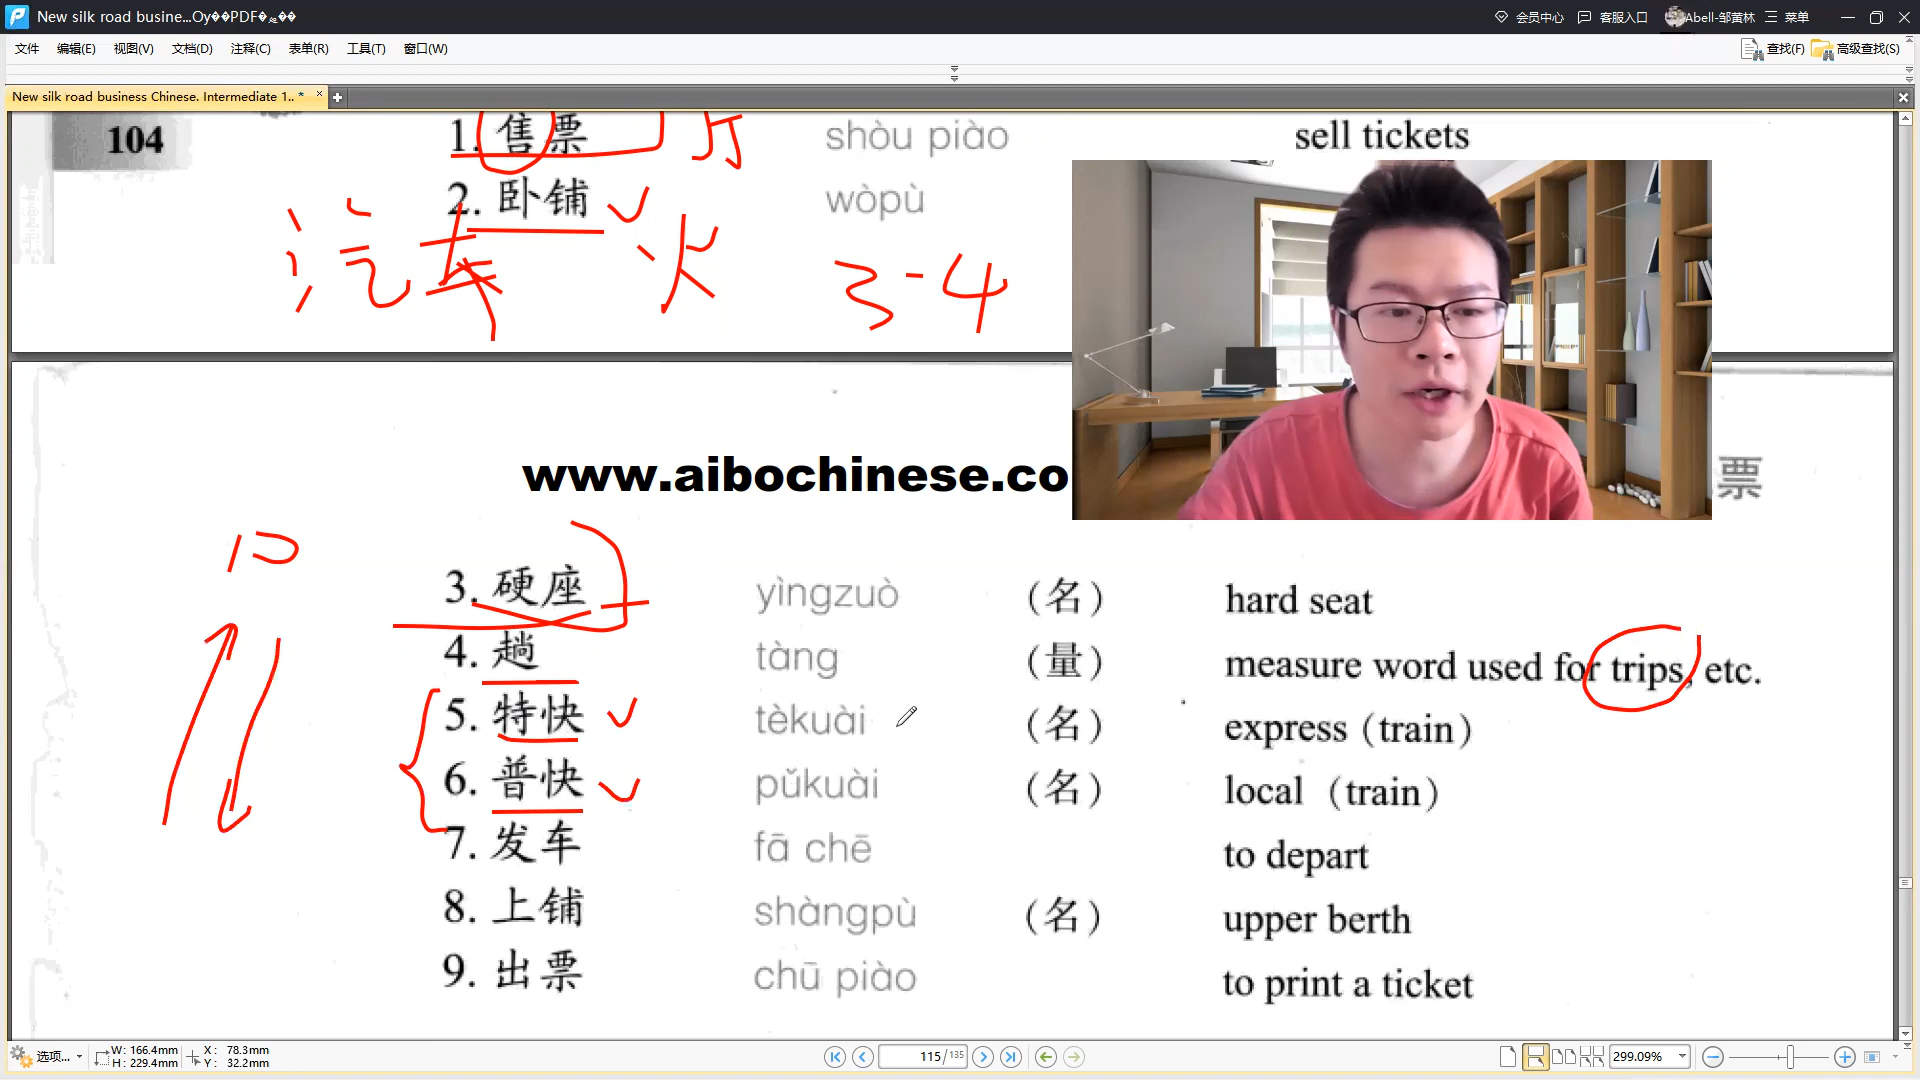 New silk road busine...Oy��PDF�ޱ��
会员中心 客服入口 Abell-邹黄林 菜单
文件 编辑(E) 视图(V) 文档(D) 注释(C) 表单(R) 工具(T) 窗口(W) 查找(F) 高级查找(S)
New silk road business Chinese. Intermediate 1.. *
104
1. 售票 shòu piào sell tickets
2. 卧铺 wòpù
汽车 火 3-4
www.aibochinese.co
票
10
3. 硬座 yìngzuò (名) hard seat
4. 趟 tàng (量) measure word used for trips, etc.
5. 特快 tèkuài (名) express (train)
6. 普快 pǔkuài (名) local (train)
7. 发车 fā chē to depart
8. 上铺 shàngpù (名) upper berth
9. 出票 chū piào to print a ticket
选项... W: 166.4mm X: 78.3mm 115/135 299.09%
H: 229.4mm Y: 32.2mm